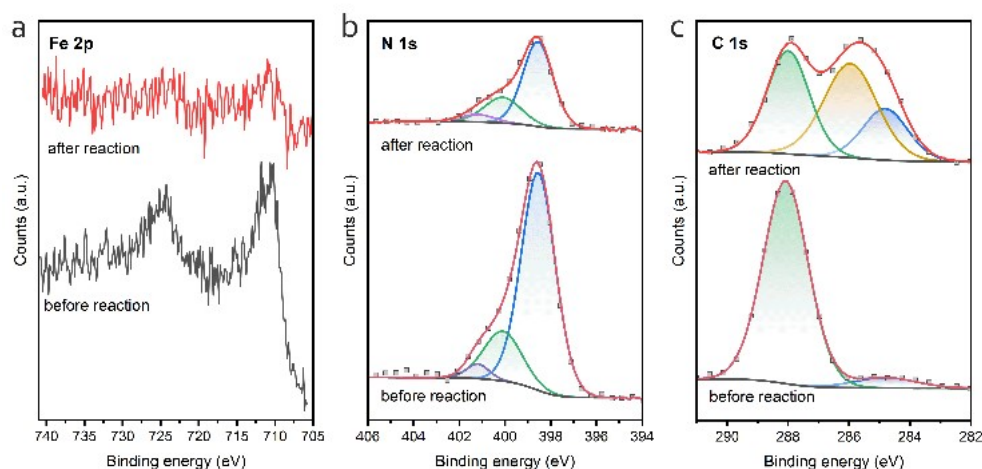 a
Fe 2p
after reaction
before reaction
Counts (a.u.)
740 735 730 725 720 715 710 705
Binding energy (eV)
b
N 1s
after reaction
before reaction
Counts (a.u.)
406 404 402 400 398 396 394
Binding energy (eV)
c
C 1s
after reaction
before reaction
Counts (a.u.)
290 288 286 284 282
Binding energy (eV)